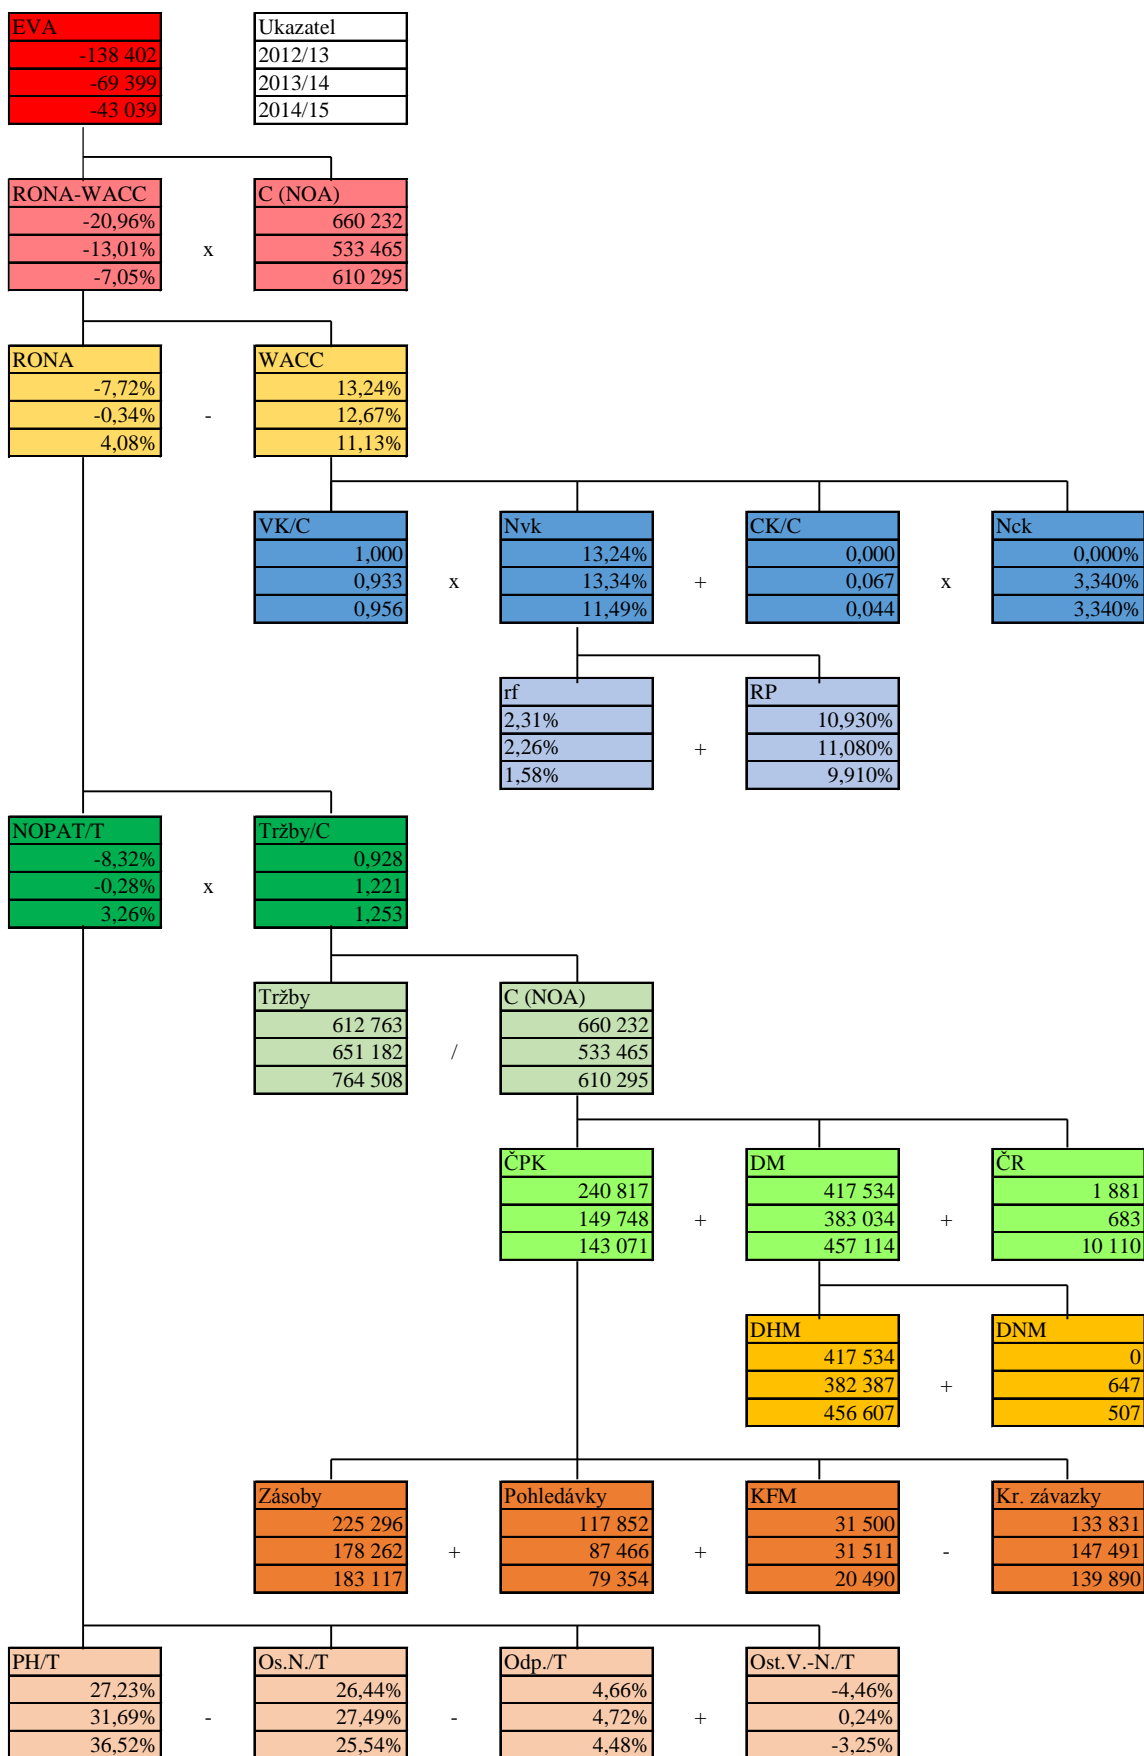 EVA Ukazatel
-138 402 2012/13
-69 399 2013/14
-43 039 2014/15
RONA-WACC C (NOA)
-20,96% 660 232
-13,01% x 533 465
-7,05% 610 295
RONA WACC
-7,72% 13,24%
-0,34% - 12,67%
4,08% 11,13%
VK/C Nvk CK/C Nck
1,000 13,24% 0,000 0,000%
0,933 x 13,34% + 0,067 x 3,340%
0,956 11,49% 0,044 3,340%
rf RP
2,31% 10,930%
2,26% + 11,080%
1,58% 9,910%
NOPAT/T Tržby/C
-8,32% 0,928
-0,28% x 1,221
3,26% 1,253
Tržby C (NOA)
612 763 660 232
651 182 / 533 465
764 508 610 295
ČPK DM ČR
240 817 417 534 1 881
149 748 + 383 034 + 683
143 071 457 114 10 110
DHM DNM
417 534 0
382 387 + 647
456 607 507
Zásoby Pohledávky KFM Kr. závazky
225 296 117 852 31 500 133 831
178 262 + 87 466 + 31 511 - 147 491
183 117 79 354 20 490 139 890
PH/T Os.N./T Odp./T Ost.V.-N./T
27,23% 26,44% 4,66% -4,46%
31,69% - 27,49% - 4,72% + 0,24%
36,52% 25,54% 4,48% -3,25%